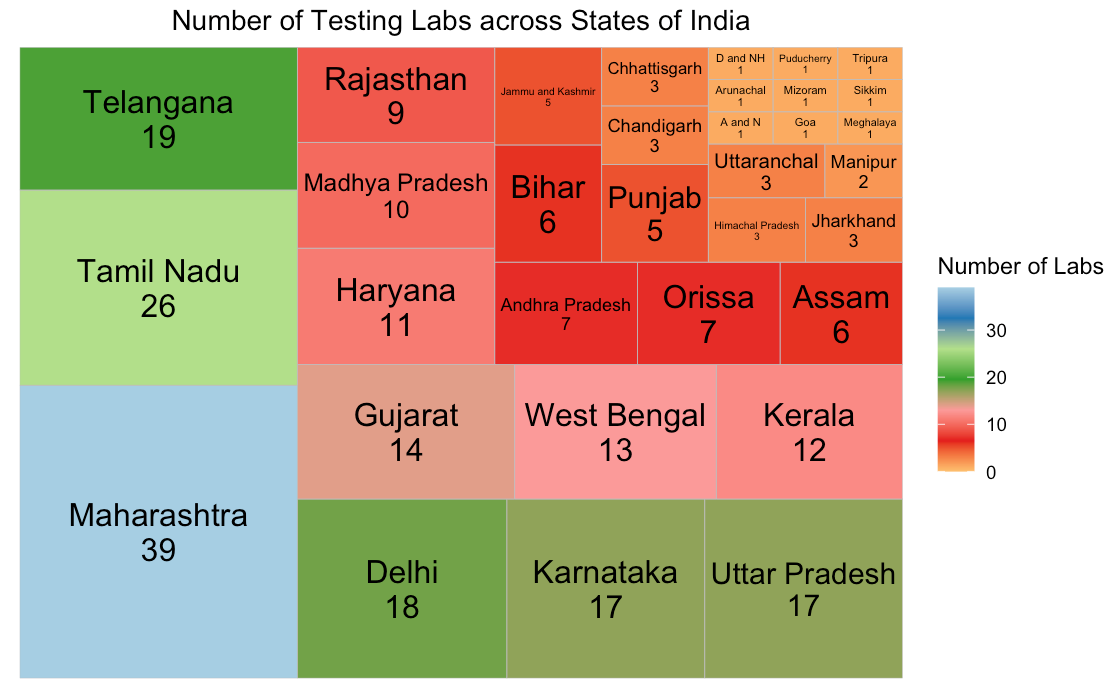 Number of Testing Labs across States of India
Telangana
19
Tamil Nadu
26
Maharashtra
39
Rajasthan
9
Madhya Pradesh
10
Haryana
11
Jammu and Kashmir
5
Bihar
6
Chhattisgarh
3
Chandigarh
3
Punjab
5
D and NH
1
Puducherry
1
Tripura
1
Arunachal
1
Mizoram
1
Sikkim
1
A and N
1
Goa
1
Meghalaya
1
Uttaranchal
3
Manipur
2
Himachal Pradesh
3
Jharkhand
3
Andhra Pradesh
7
Orissa
7
Assam
6
Gujarat
14
West Bengal
13
Kerala
12
Delhi
18
Karnataka
17
Uttar Pradesh
17
Number of Labs
30
20
10
0